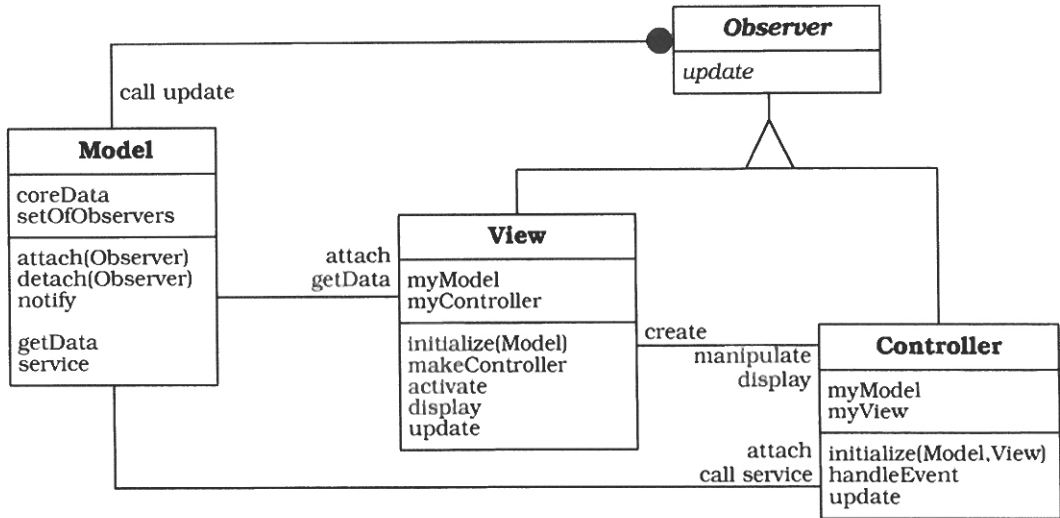 Observer
update
call update
Model
coreData
setOfObservers
attach(Observer)
detach(Observer)
notify
getData
service
attach
getData
View
myModel
myController
initialize(Model)
makeController
activate
display
update
create
manipulate
display
Controller
myModel
myView
attach
call service
initialize(Model,View)
handleEvent
update